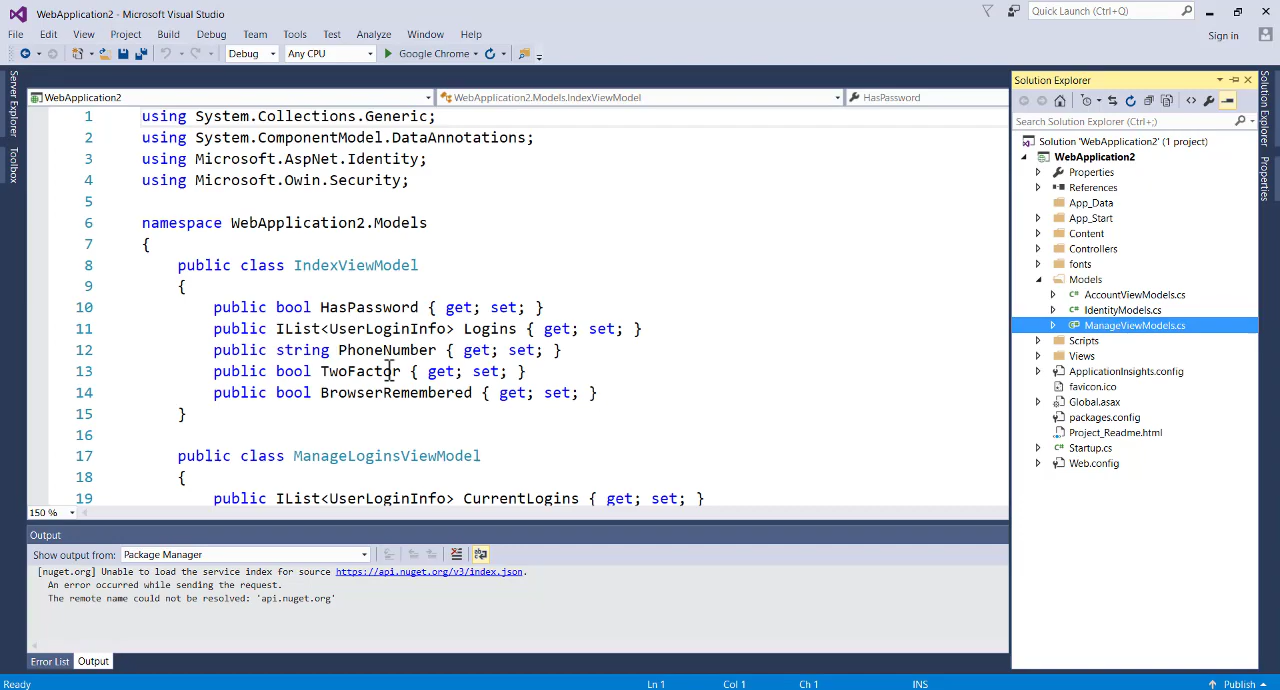 WebApplication2 - Microsoft Visual Studio
Quick Launch (Ctrl+Q)
File Edit View Project Build Debug Team Tools Test Analyze Window Help
Sign in
Debug Any CPU Google Chrome
Server Explorer
Toolbox
WebApplication2 WebApplication2.Models.IndexViewModel HasPassword
1 using System.Collections.Generic;
2 using System.ComponentModel.DataAnnotations;
3 using Microsoft.AspNet.Identity;
4 using Microsoft.Owin.Security;
5
6 namespace WebApplication2.Models
7 {
8 public class IndexViewModel
9 {
10 public bool HasPassword { get; set; }
11 public IList<UserLoginInfo> Logins { get; set; }
12 public string PhoneNumber { get; set; }
13 public bool TwoFactor { get; set; }
14 public bool BrowserRemembered { get; set; }
15 }
16
17 public class ManageLoginsViewModel
18 {
19 public IList<UserLoginInfo> CurrentLogins { get; set; }
150 %
Output
Show output from: Package Manager
[nuget.org] Unable to load the service index for source https://api.nuget.org/v3/index.json.
An error occurred while sending the request.
The remote name could not be resolved: 'api.nuget.org'
Error List Output
Solution Explorer
Search Solution Explorer (Ctrl+;)
Solution 'WebApplication2' (1 project)
WebApplication2
Properties
References
App_Data
App_Start
Content
Controllers
fonts
Models
AccountViewModels.cs
IdentityModels.cs
ManageViewModels.cs
Scripts
Views
ApplicationInsights.config
favicon.ico
Global.asax
packages.config
Project_Readme.html
Startup.cs
Web.config
Solution Explorer
Properties
Ready Ln 1 Col 1 Ch 1 INS Publish